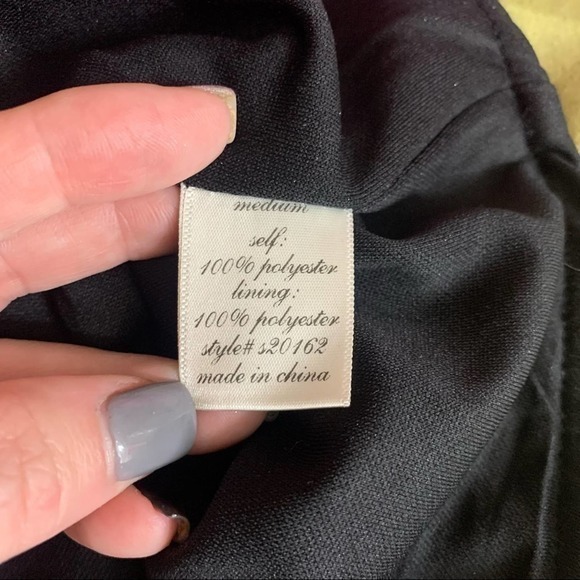 medium
self:
100% polyester
lining:
100% polyester
style# s20162
made in china